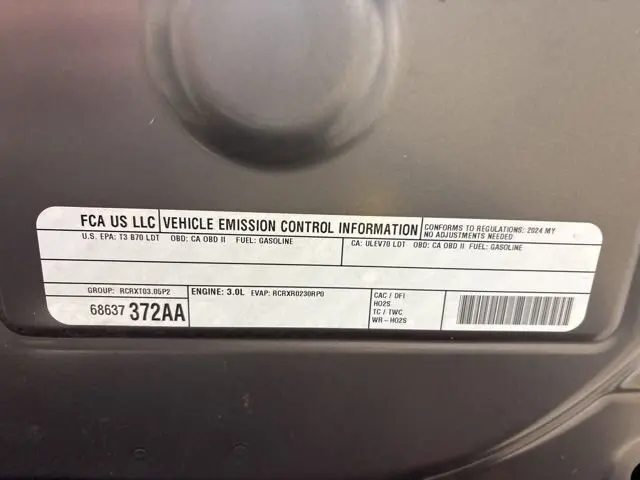 FCA US LLC VEHICLE EMISSION CONTROL INFORMATION CONFORMS TO REGULATIONS: 2024 MY
NO ADJUSTMENTS NEEDED
U.S. EPA: T3 B70 LDT OBD: CA OBD II FUEL: GASOLINE CA: ULEV70 LDT OBD: CA OBD II FUEL: GASOLINE
GROUP: RCRXT03.05P2 ENGINE: 3.0L EVAP: RCRXR0230RP0 CAC / DFI
HO2S
68637 372AA TC / TWC
WR-HO2S